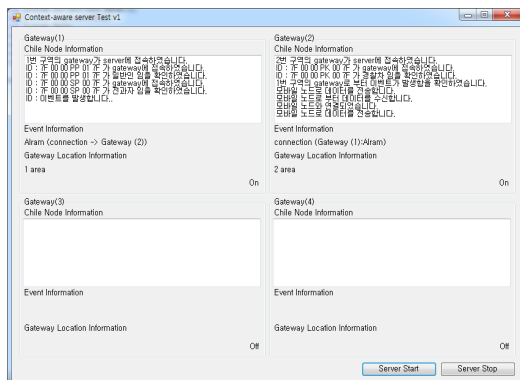 Context-aware server Test v1
Gateway(1)
Chile Node Information
1번 구역의 gateway가 server에 접속하였습니다.
ID : 7F 00 00 PP 01 7F 가 gateway에 접속하였습니다.
ID : 7F 00 00 PP 01 7F 가 일반인 임을 확인하였습니다.
ID : 7F 00 00 SP 00 7F 가 gateway에 접속하였습니다.
ID : 7F 00 00 SP 00 7F 가 전과자 임을 확인하였습니다.
ID : 이벤트를 발생합니다..
Event Information
Alram (connection -> Gateway (2))
Gateway Location Information
1 area
On
Gateway(2)
Chile Node Information
2번 구역의 gateway가 server에 접속하였습니다.
ID : 7F 00 00 PK 00 7F 가 gateway에 접속하였습니다.
ID : 7F 00 00 PK 00 7F 가 경찰차 임을 확인하였습니다.
1번 구역의 gateway로 부터 이벤트가 발생함을 확인하였습니다.
모바일 노드로 데이터를 전송합니다.
모바일 노드로 부터 데이터를 수신합니다.
모바일 노드와 연결되었습니다.
모바일 노드로 데이터를 전송합니다.
Event Information
connection (Gateway (1):Alram)
Gateway Location Information
2 area
On
Gateway(3)
Chile Node Information
Event Information
Gateway Location Information
Off
Gateway(4)
Chile Node Information
Event Information
Gateway Location Information
Off
Server Start
Server Stop